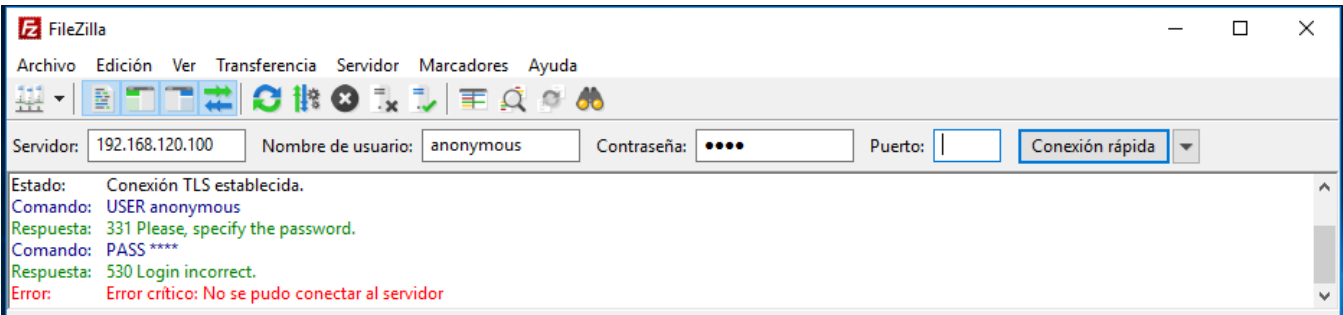 FileZilla
Archivo Edición Ver Transferencia Servidor Marcadores Ayuda
Servidor: 192.168.120.100 Nombre de usuario: anonymous Contraseña: ●●●● Puerto: Conexión rápida
Estado: Conexión TLS establecida.
Comando: USER anonymous
Respuesta: 331 Please, specify the password.
Comando: PASS ****
Respuesta: 530 Login incorrect.
Error: Error crítico: No se pudo conectar al servidor